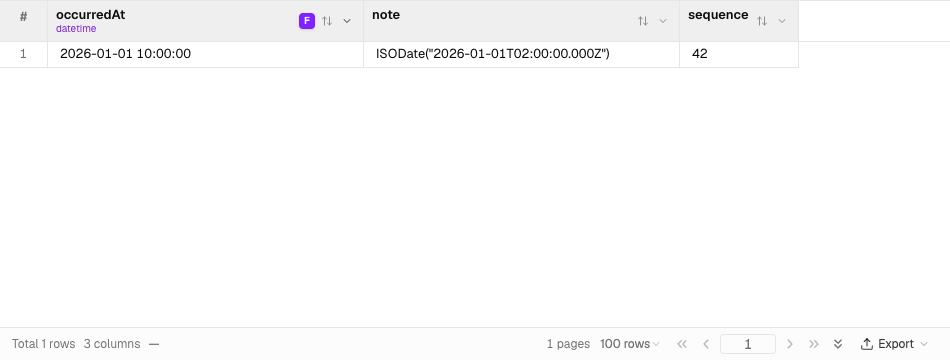 # occurredAt F note sequence
datetime
1 2026-01-01 10:00:00 ISODate("2026-01-01T02:00:00.000Z") 42
Total 1 rows 3 columns — 1 pages 100 rows 1 Export